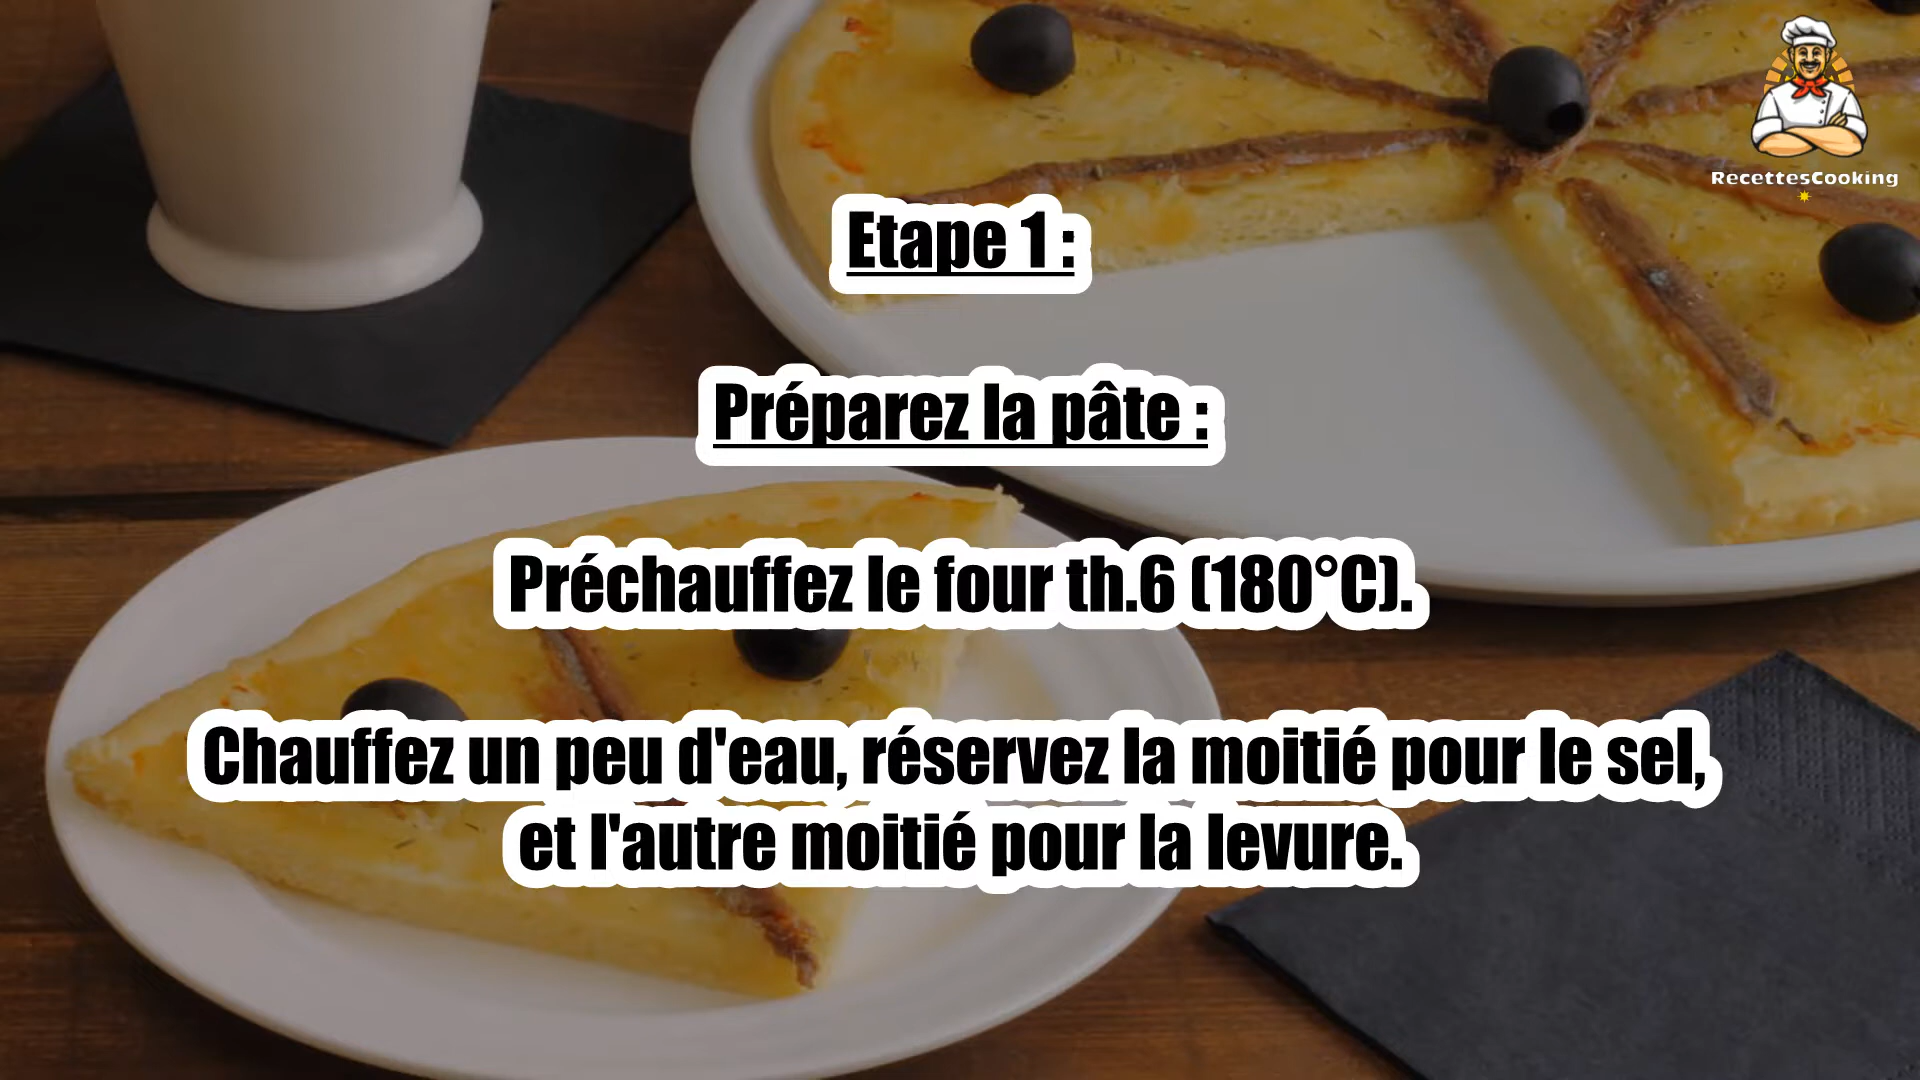 RecettesCooking
Etape 1 :
Préparez la pâte :
Préchauffez le four th.6 (180°C).
Chauffez un peu d'eau, réservez la moitié pour le sel,
et l'autre moitié pour la levure.